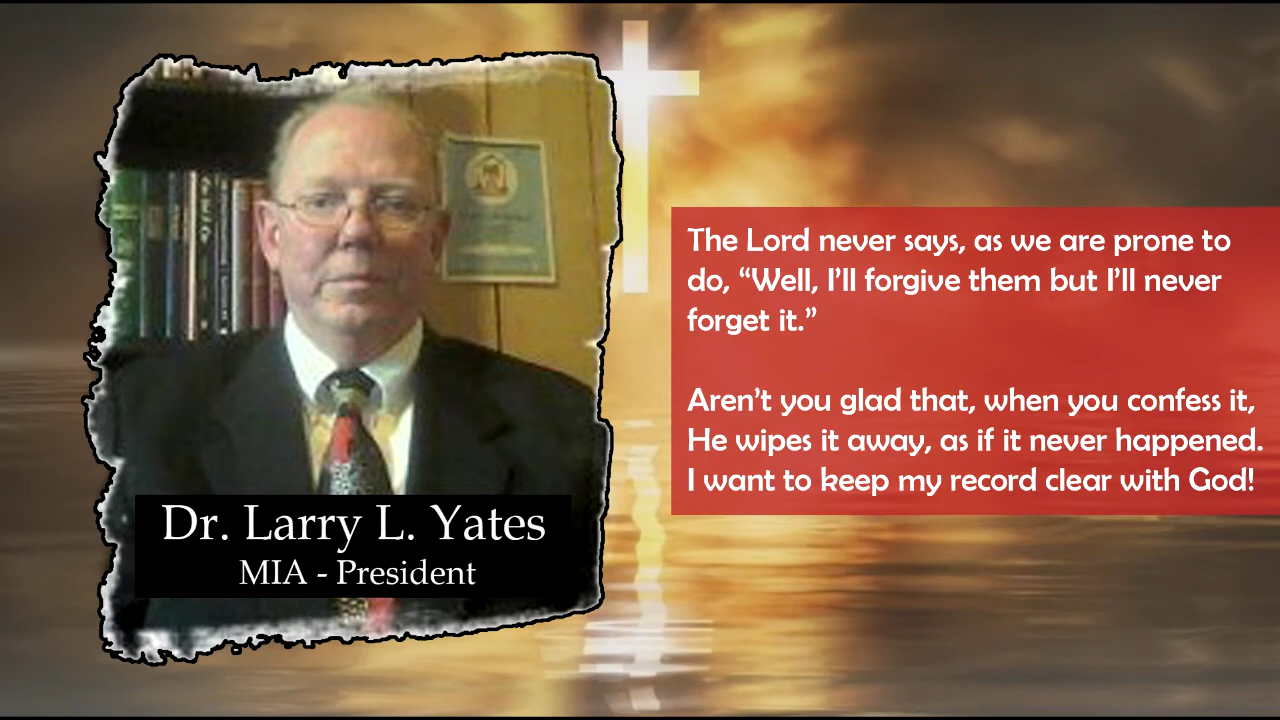 The Lord never says, as we are prone to
do, “Well, I’ll forgive them but I’ll never
forget it.”
Aren’t you glad that, when you confess it,
He wipes it away, as if it never happened.
I want to keep my record clear with God!
Dr. Larry L. Yates
MIA - President